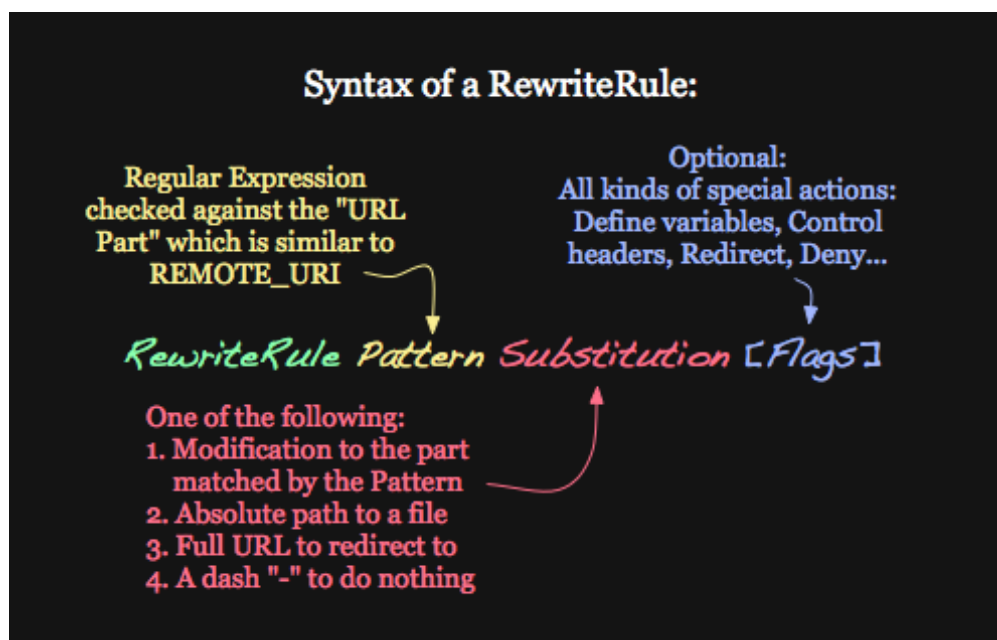 Syntax of a RewriteRule:
Regular Expression
checked against the "URL
Part" which is similar to
REMOTE_URI
Optional:
All kinds of special actions:
Define variables, Control
headers, Redirect, Deny...
RewriteRule Pattern Substitution [Flags]
One of the following:
1. Modification to the part
matched by the Pattern
2. Absolute path to a file
3. Full URL to redirect to
4. A dash "-" to do nothing